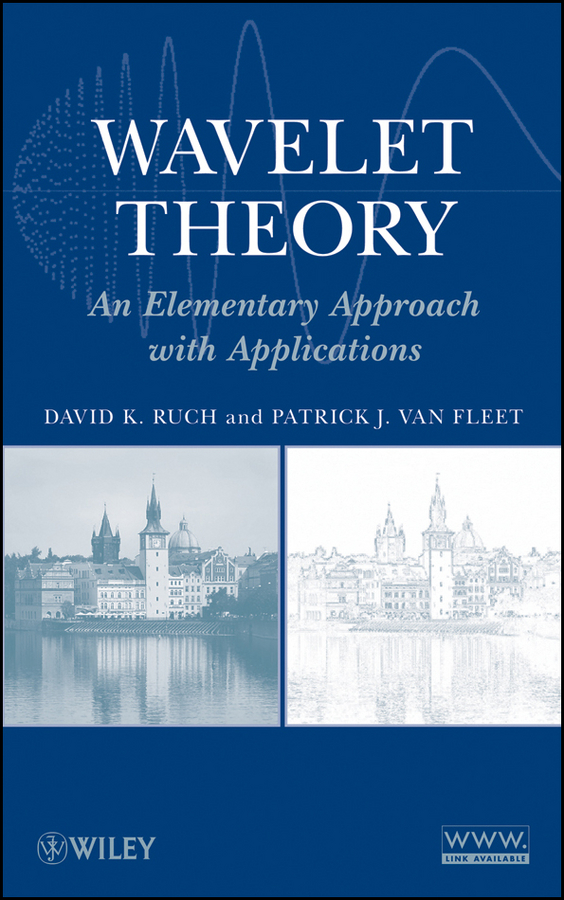 WAVELET
THEORY
An Elementary Approach
with Applications
DAVID K. RUCH and PATRICK J. VAN FLEET
WILEY
WWW.
LINK AVAILABLE